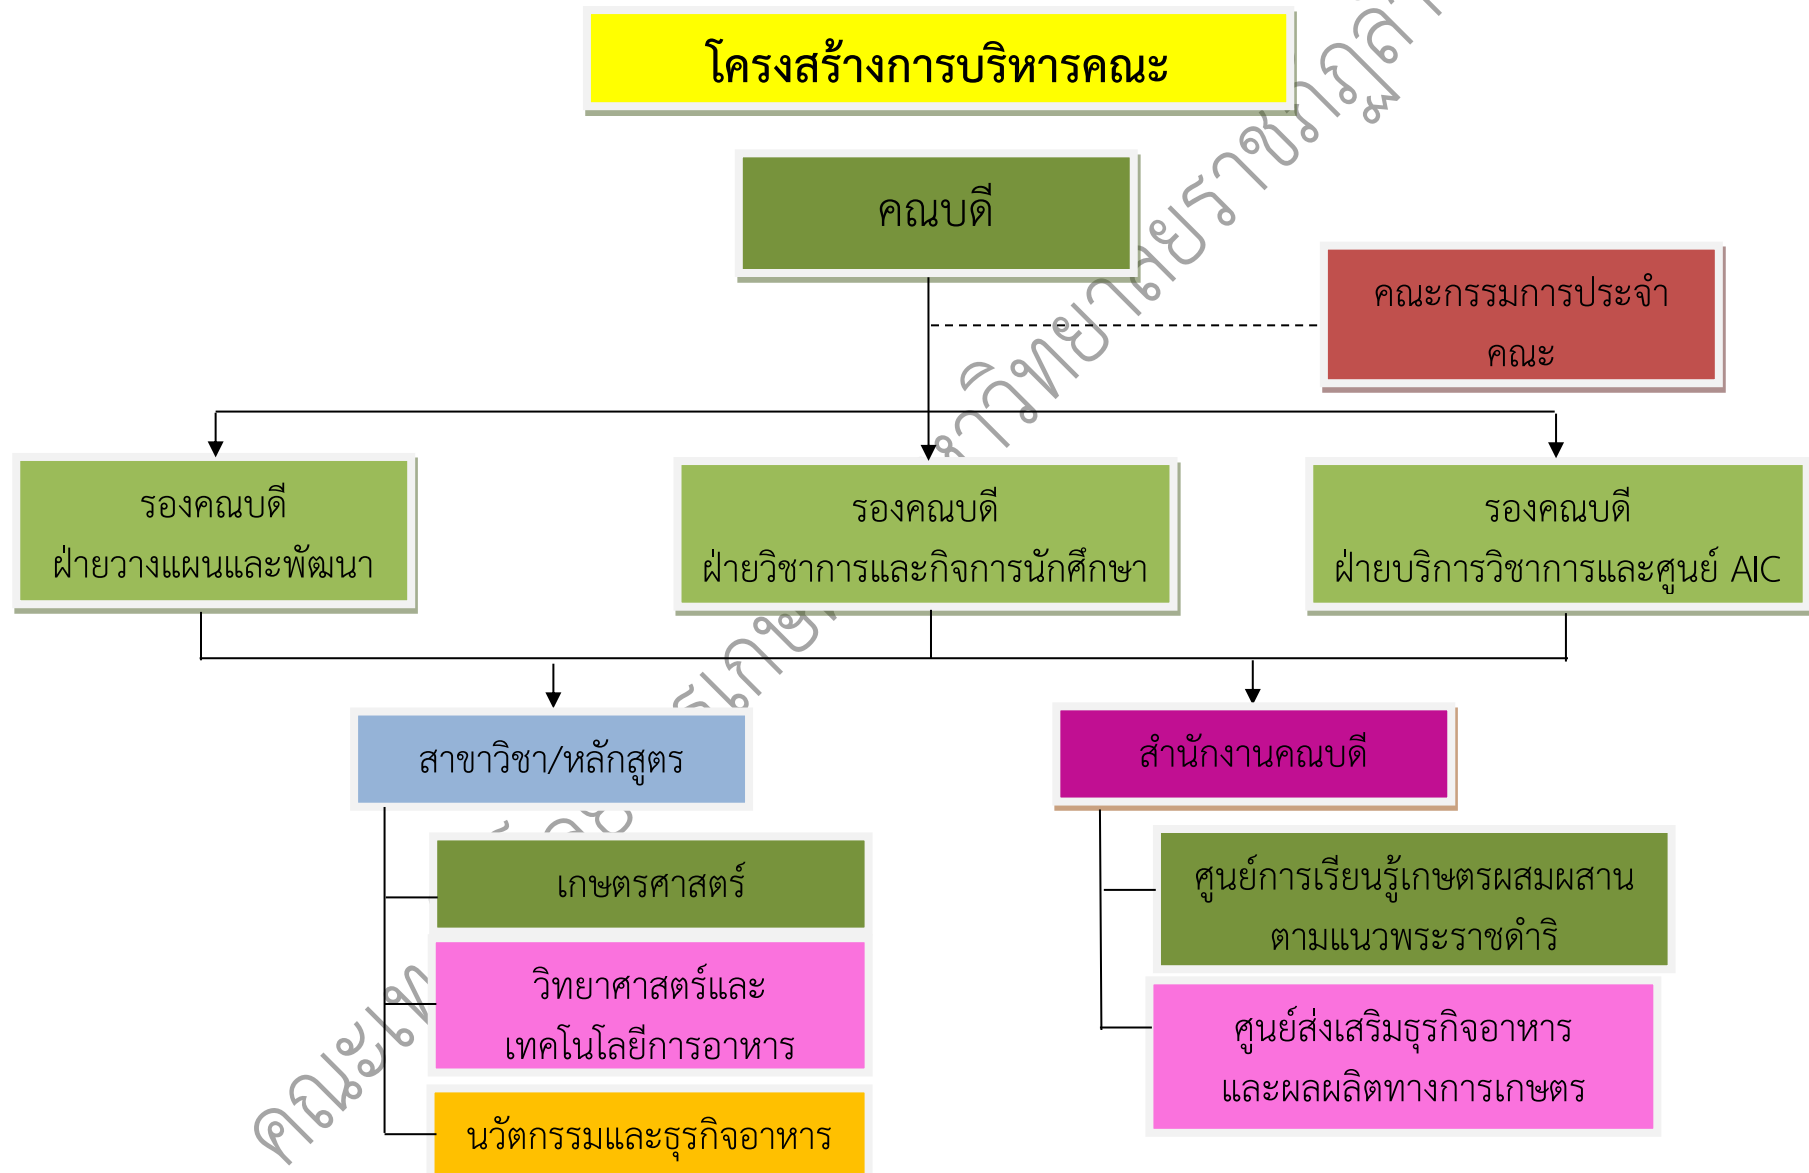 โครงสร้างการบริหารคณะ
คณบดี
คณะกรรมการประจำ
คณะ
รองคณบดี
ฝ่ายวางแผนและพัฒนา
รองคณบดี
ฝ่ายวิชาการและกิจการนักศึกษา
รองคณบดี
ฝ่ายบริการวิชาการและศูนย์ AIC
สาขาวิชา/หลักสูตร
สำนักงานคณบดี
เกษตรศาสตร์
วิทยาศาสตร์และ
เทคโนโลยีการอาหาร
นวัตกรรมและธุรกิจอาหาร
ศูนย์การเรียนรู้เกษตรผสมผสาน
ตามแนวพระราชดำริ
ศูนย์ส่งเสริมธุรกิจอาหาร
และผลผลิตทางการเกษตร